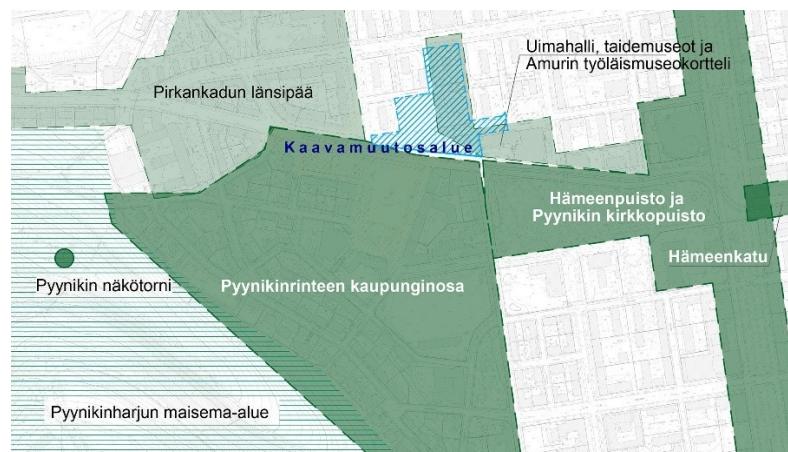 Uimahalli, taidemuseot ja
Amurin työläismuseokortteli
Pirkankadun länsipää
Kaavamuutosalue
Hämeenpuisto ja
Pyynikin kirkkopuisto
Hämeenkatu
Pyynikin näkötorni
Pyynikinrinteen kaupunginosa
Pyynikinharjun maisema-alue